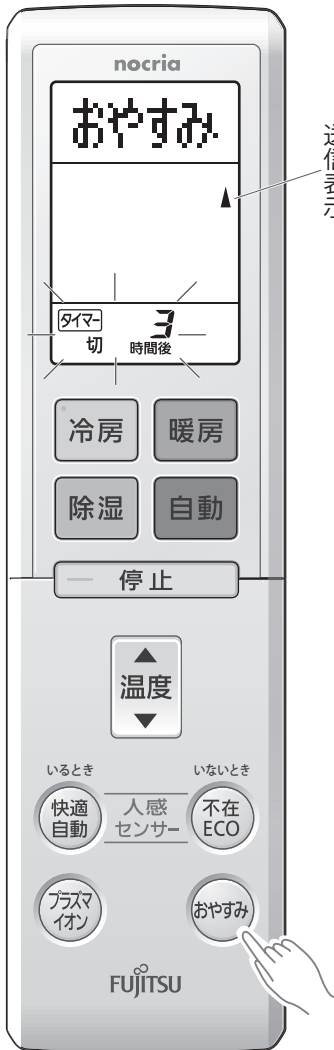 nocria
おやすみ
送信表示
タイマー 3
切 時間後
冷房 暖房
除湿 自動
停止
温度
いるとき いないとき
快適
自動
人感
センサー
不在
ECO
プラズマ
イオン
おやすみ
FUJITSU